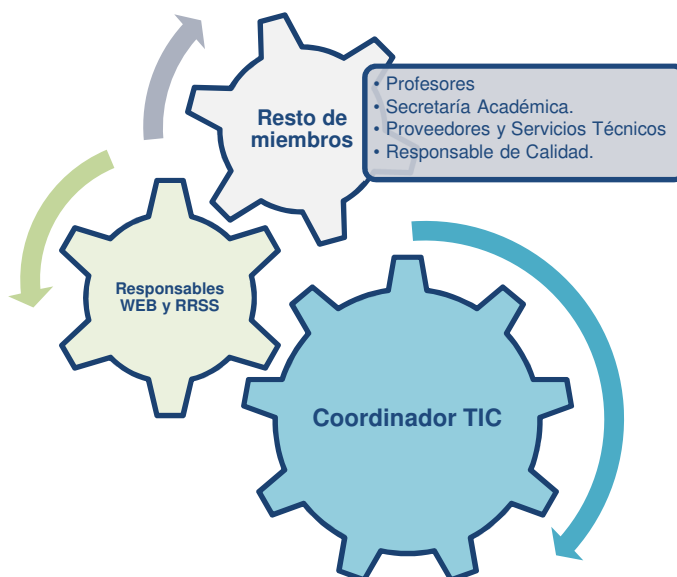 Resto de
miembros
• Profesores
• Secretaría Académica.
• Proveedores y Servicios Técnicos
• Responsable de Calidad.
Responsables
WEB y RRSS
Coordinador TIC